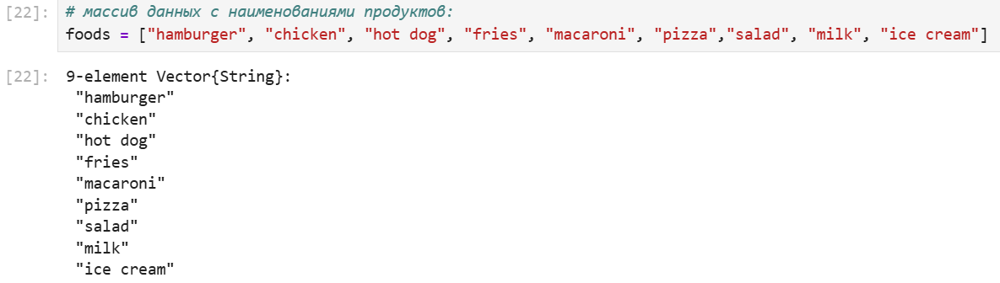 [22]: # массив данных с наименованиями продуктов:
foods = ["hamburger", "chicken", "hot dog", "fries", "macaroni", "pizza","salad", "milk", "ice cream"]
[22]: 9-element Vector{String}:
"hamburger"
"chicken"
"hot dog"
"fries"
"macaroni"
"pizza"
"salad"
"milk"
"ice cream"